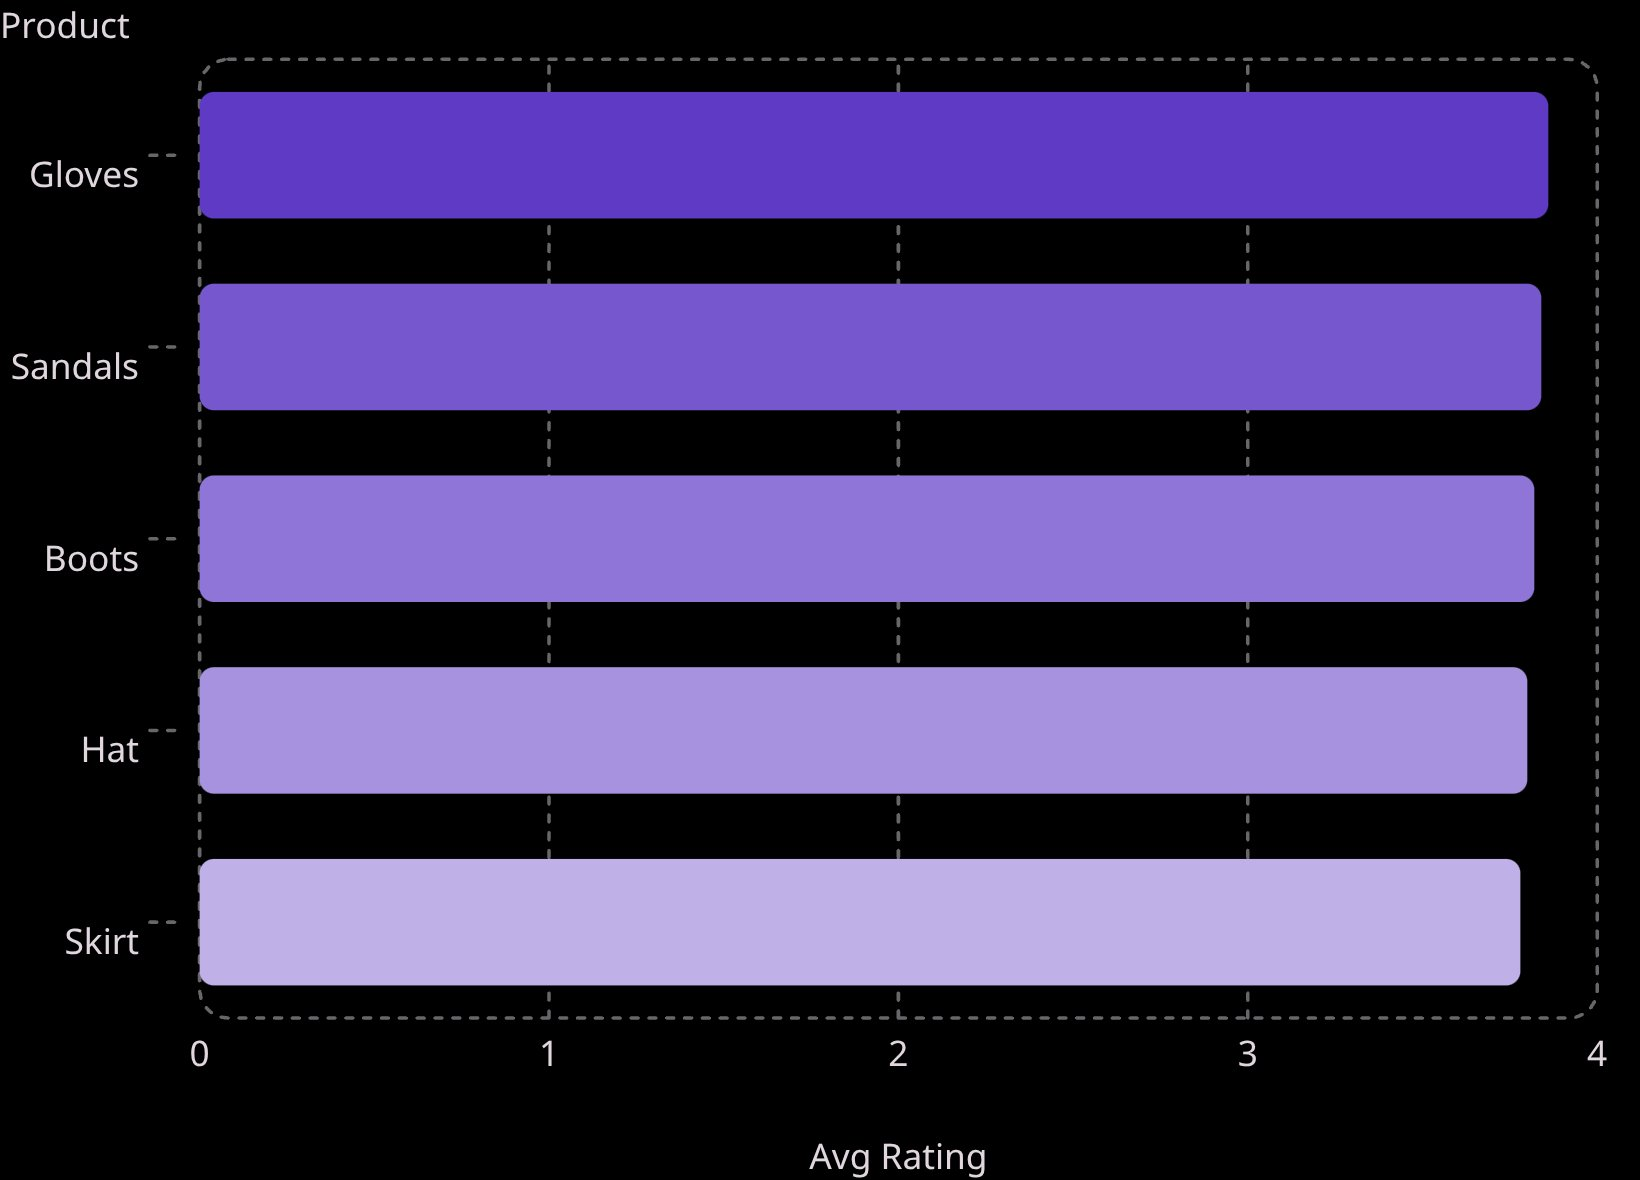 Product
Gloves
Sandals
Boots
Hat
Skirt
0 1 2 3 4
Avg Rating